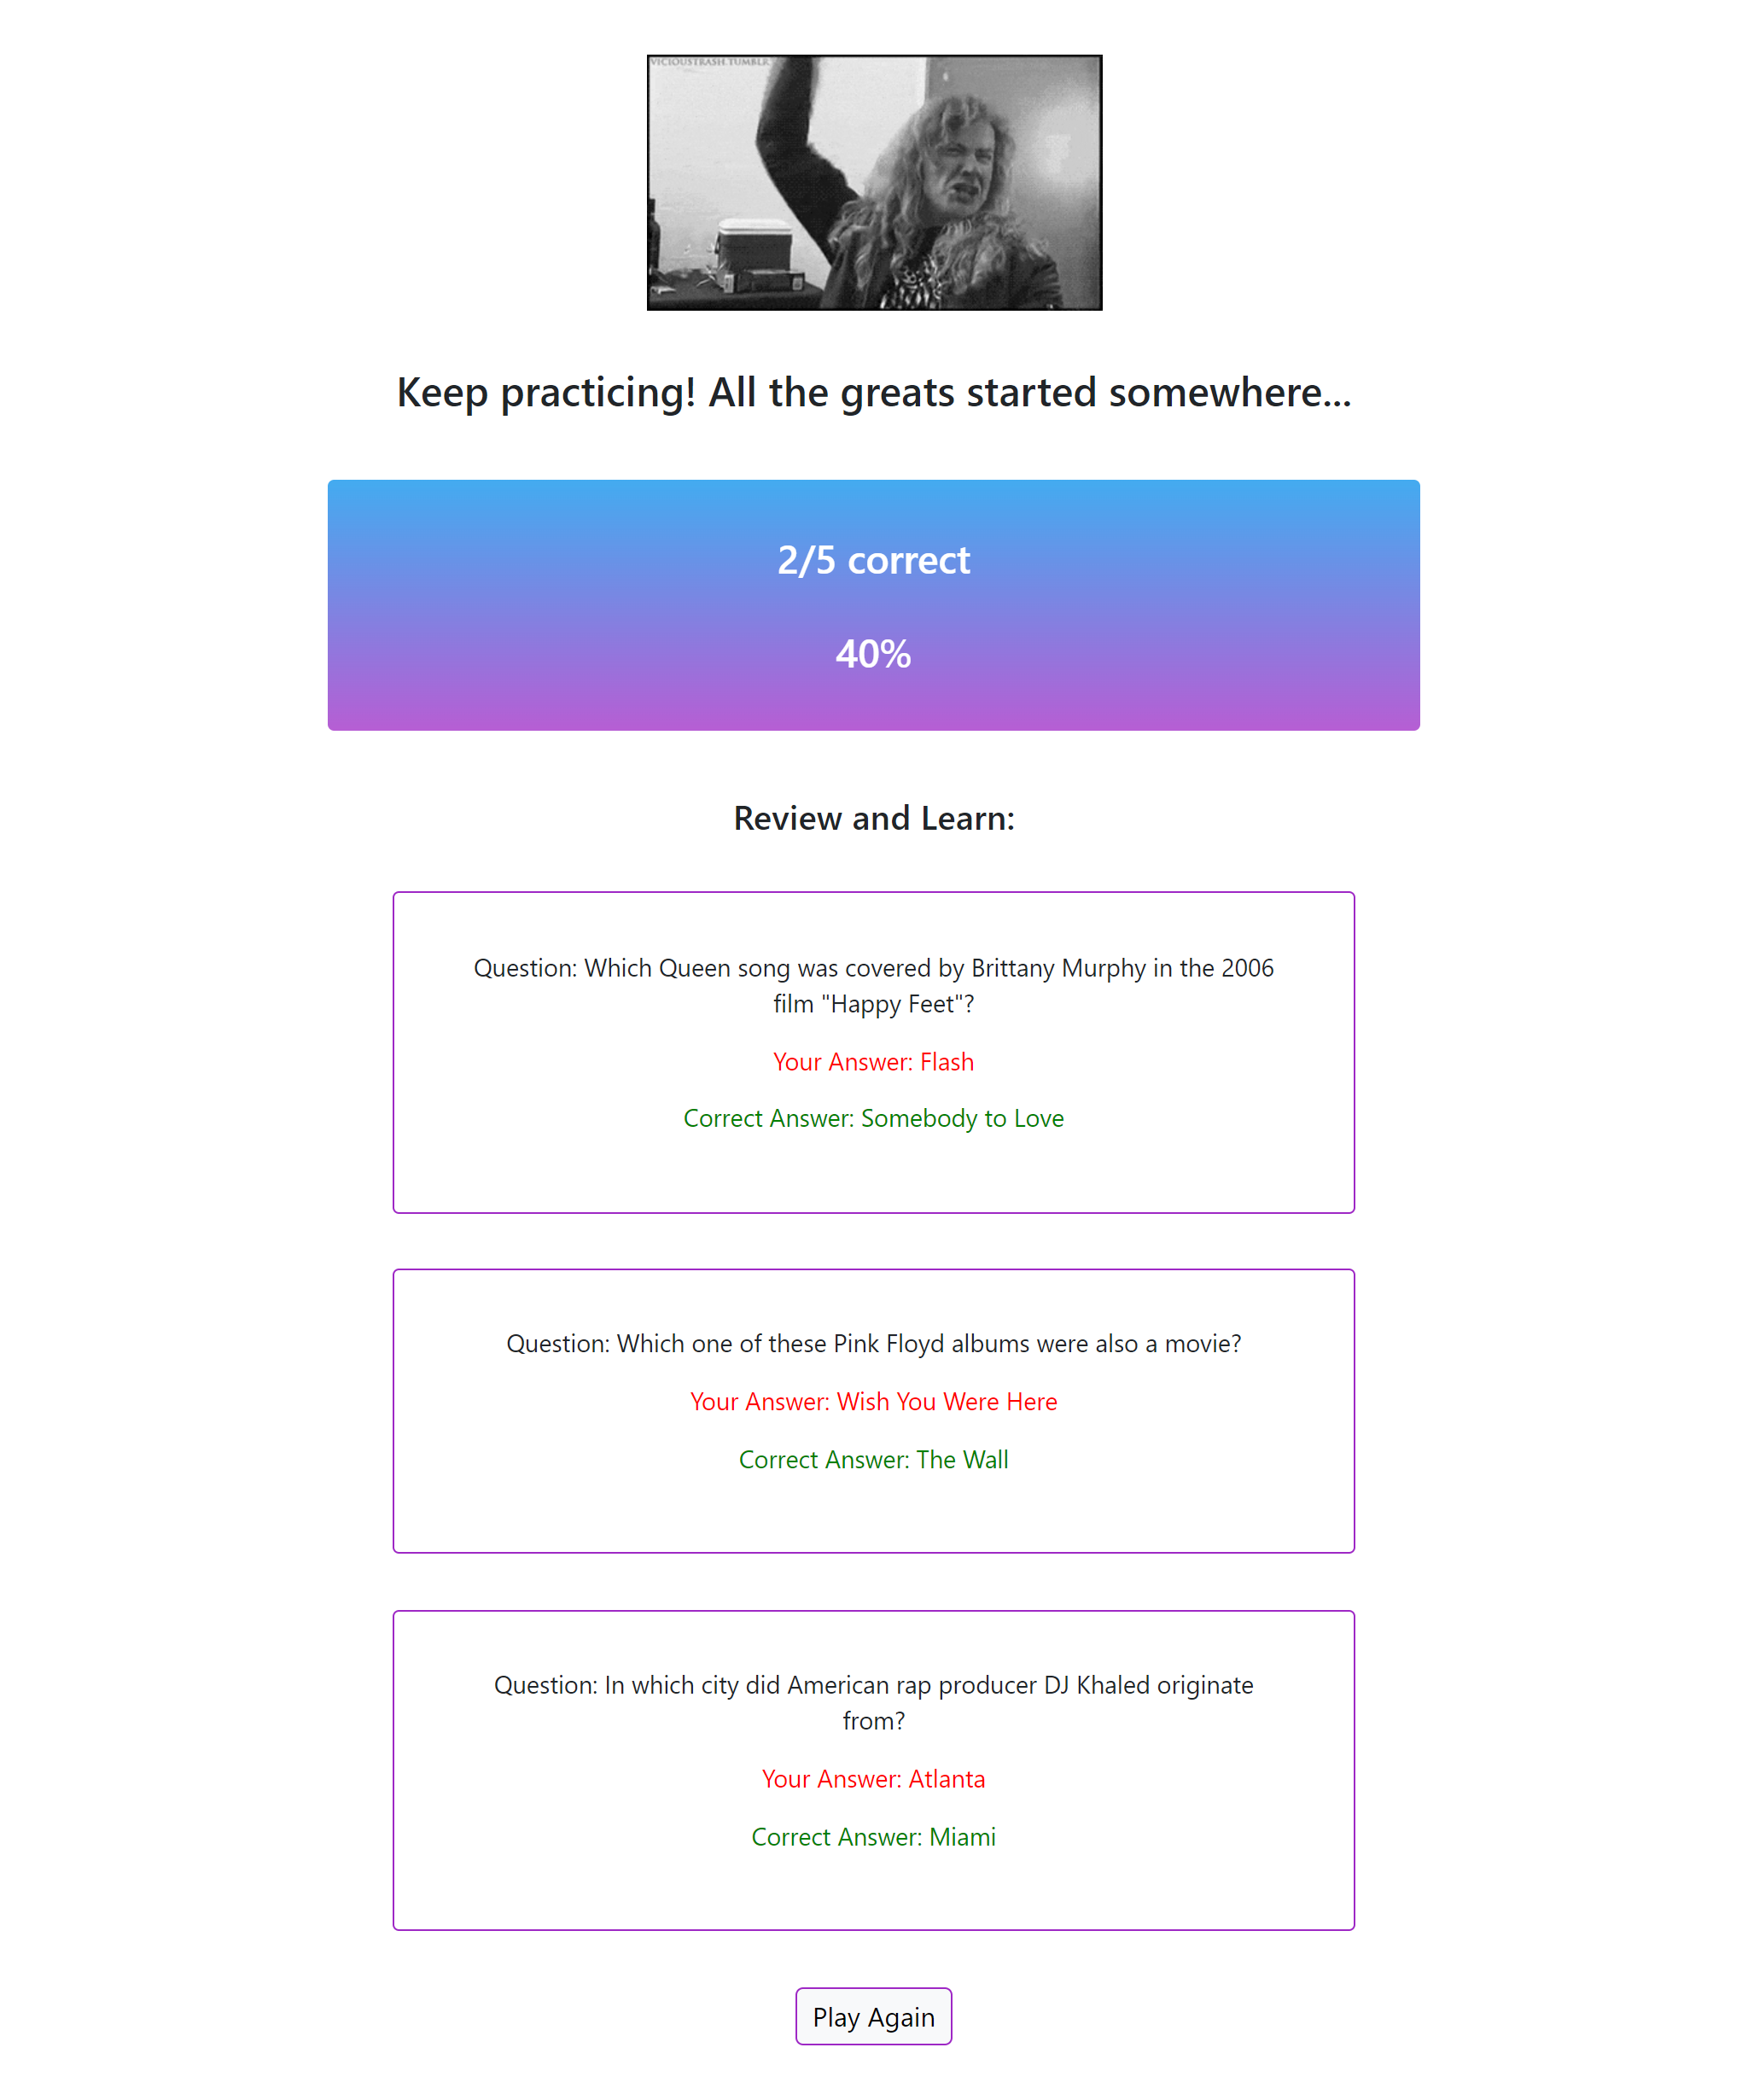 VICIOUSTRASH.TUMBLR
Keep practicing! All the greats started somewhere...
2/5 correct
40%
Review and Learn:
Question: Which Queen song was covered by Brittany Murphy in the 2006
film "Happy Feet"?
Your Answer: Flash
Correct Answer: Somebody to Love
Question: Which one of these Pink Floyd albums were also a movie?
Your Answer: Wish You Were Here
Correct Answer: The Wall
Question: In which city did American rap producer DJ Khaled originate
from?
Your Answer: Atlanta
Correct Answer: Miami
Play Again